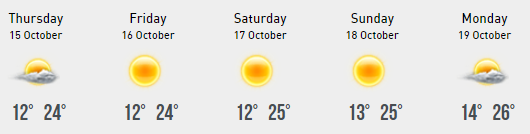 Thursday Friday Saturday Sunday Monday
15 October 16 October 17 October 18 October 19 October
12° 24° 12° 24° 12° 25° 13° 25° 14° 26°